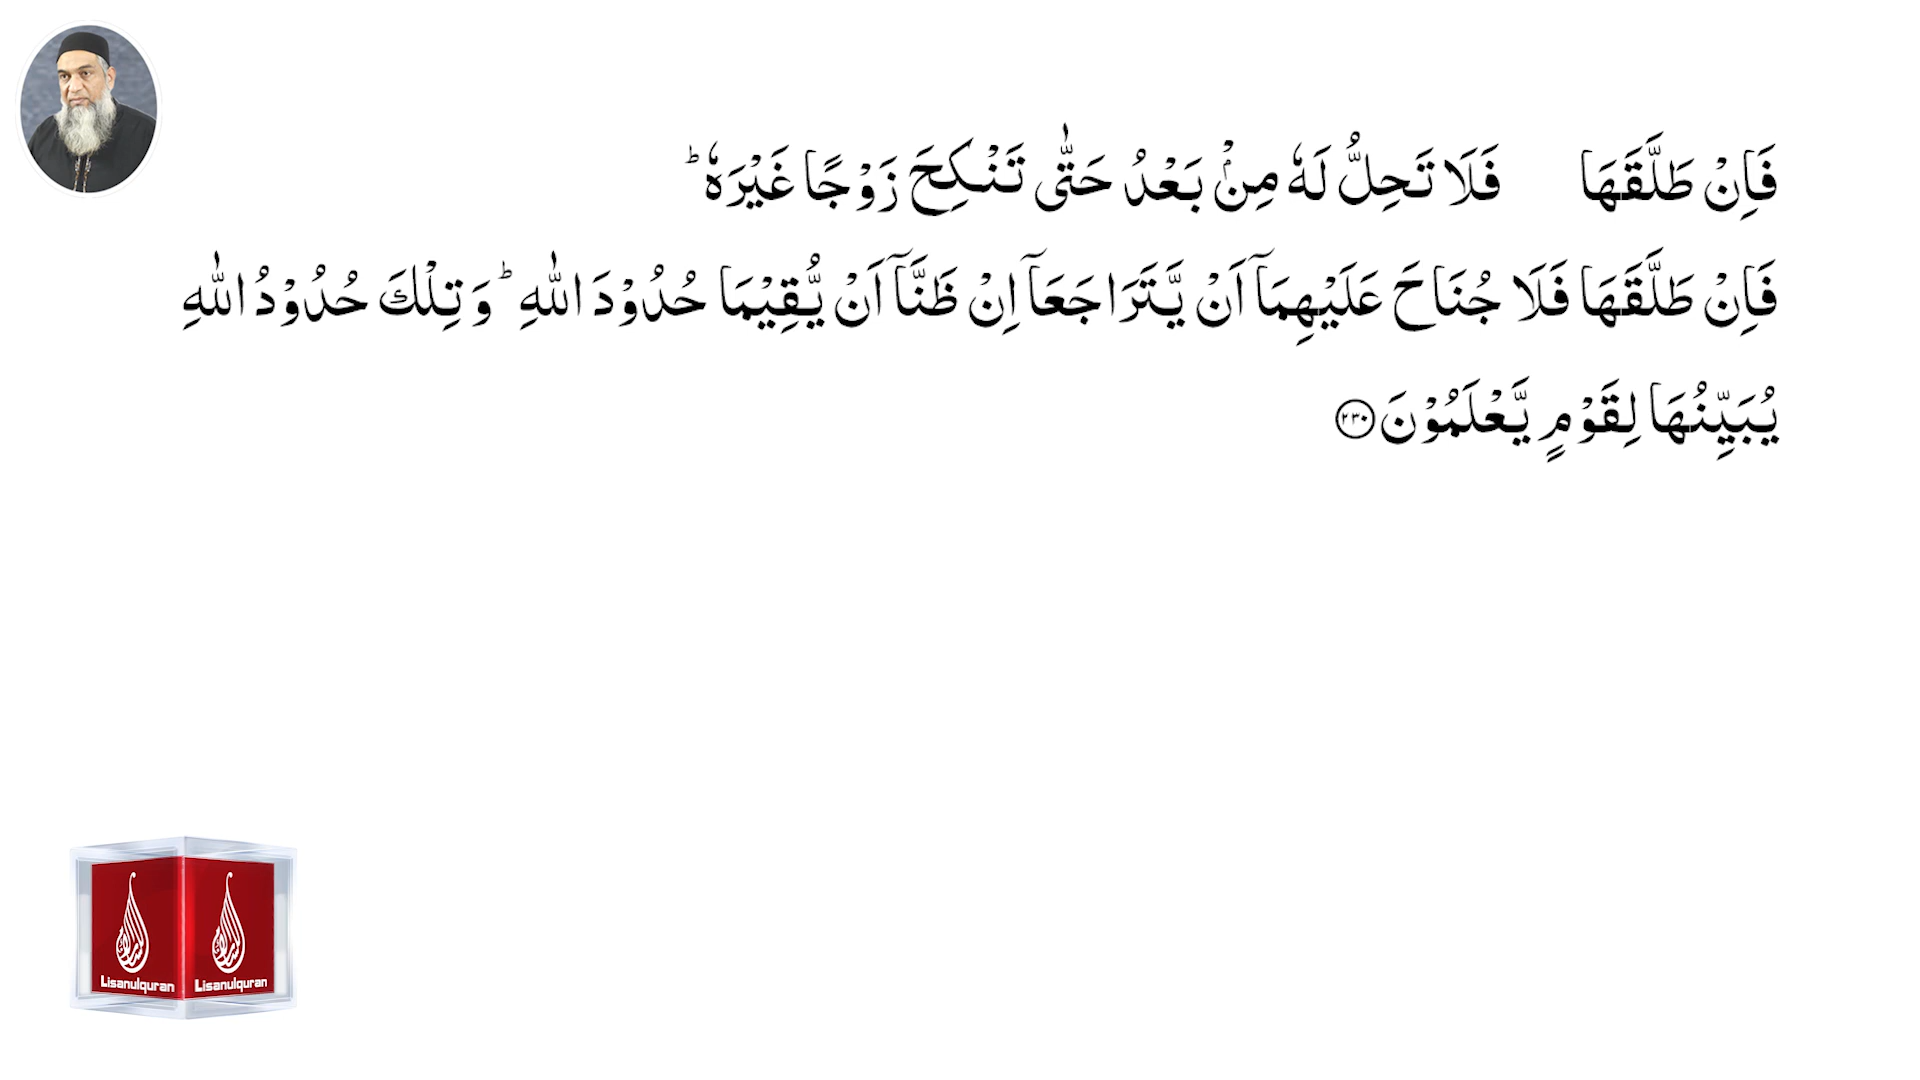 فَاِنْ طَلَّقَهَا فَلَا تَحِلُّ لَهٗ مِنْۢ بَعْدُ حَتّٰى تَنْكِحَ زَوْجًا غَيْرَهٗ ؕ
فَاِنْ طَلَّقَهَا فَلَا جُنَاحَ عَلَيْهِمَاۤ اَنْ يَّتَرَاجَعَاۤ اِنْ ظَنَّاۤ اَنْ يُّقِيْمَا حُدُوْدَ اللّٰهِ ؕ وَ تِلْكَ حُدُوْدُ اللّٰهِ
يُبَيِّنُهَا لِقَوْمٍ يَّعْلَمُوْنَ ۝۲۳۰
Lisanulquran Lisanulquran